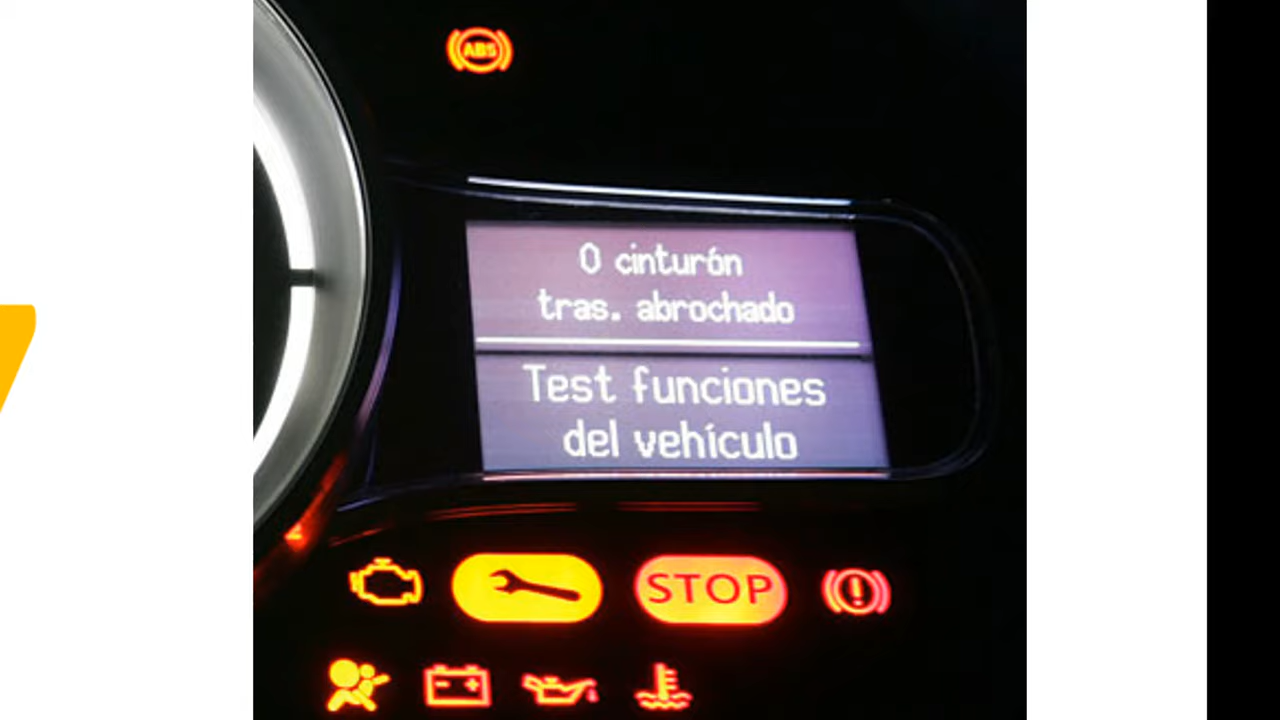 ABS
0 cinturón
tras. abrochado
Test funciones
del vehículo
STOP